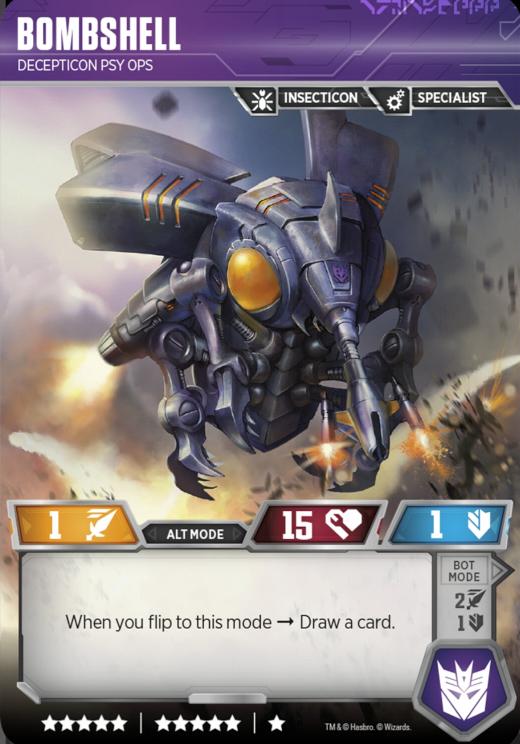 BOMBSHELL
DECEPTICON PSY OPS
INSECTICON
SPECIALIST
1
ALT MODE
15
1
BOT
MODE
2
1
When you flip to this mode → Draw a card.
TM & © Hasbro. © Wizards.